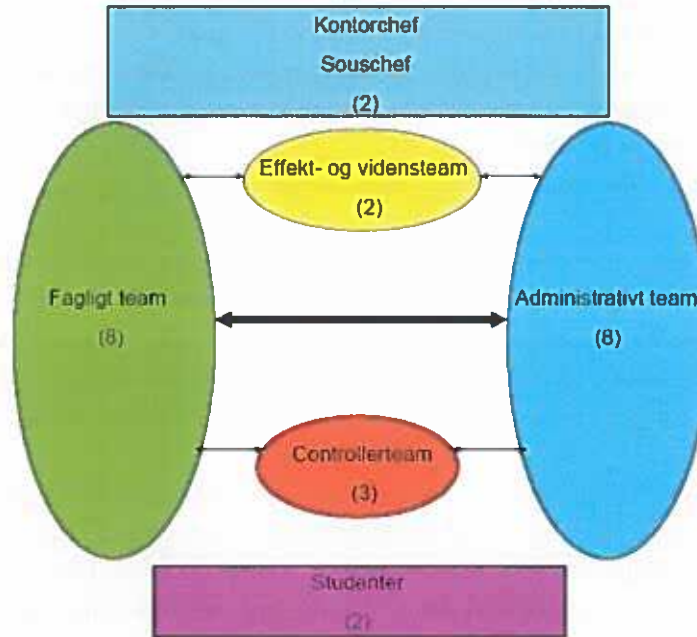 Kontorchef
Souschef
(2)
Effekt- og vidensteam
(2)
Fagligt team
(8)
Administrativt team
(8)
Controllerteam
(3)
Studenter
(2)